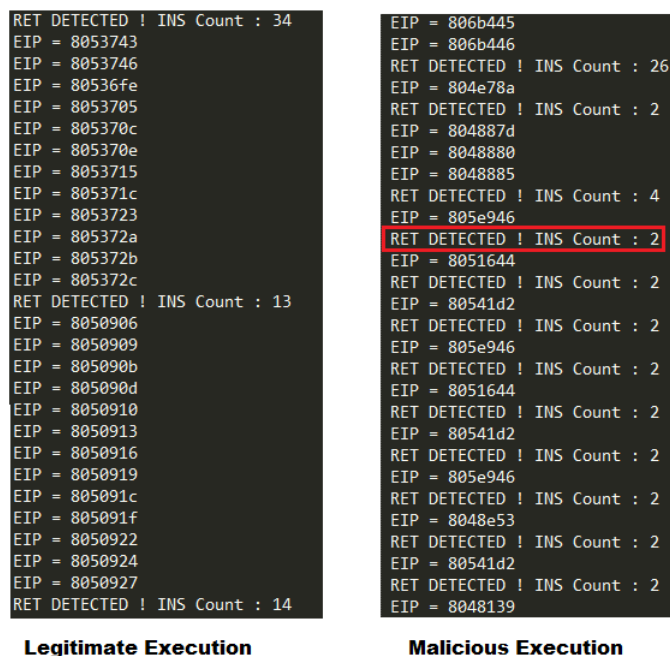 RET DETECTED ! INS Count : 34
EIP = 8053743
EIP = 8053746
EIP = 80536fe
EIP = 8053705
EIP = 805370c
EIP = 805370e
EIP = 8053715
EIP = 805371c
EIP = 8053723
EIP = 805372a
EIP = 805372b
EIP = 805372c
RET DETECTED ! INS Count : 13
EIP = 8050906
EIP = 8050909
EIP = 805090b
EIP = 805090d
EIP = 8050910
EIP = 8050913
EIP = 8050916
EIP = 8050919
EIP = 805091c
EIP = 805091f
EIP = 8050922
EIP = 8050924
EIP = 8050927
RET DETECTED ! INS Count : 14
Legitimate Execution
EIP = 806b445
EIP = 806b446
RET DETECTED ! INS Count : 26
EIP = 804e78a
RET DETECTED ! INS Count : 2
EIP = 804887d
EIP = 8048880
EIP = 8048885
RET DETECTED ! INS Count : 4
EIP = 805e946
RET DETECTED ! INS Count : 2
EIP = 8051644
RET DETECTED ! INS Count : 2
EIP = 80541d2
RET DETECTED ! INS Count : 2
EIP = 805e946
RET DETECTED ! INS Count : 2
EIP = 8051644
RET DETECTED ! INS Count : 2
EIP = 80541d2
RET DETECTED ! INS Count : 2
EIP = 805e946
RET DETECTED ! INS Count : 2
EIP = 8048e53
RET DETECTED ! INS Count : 2
EIP = 80541d2
RET DETECTED ! INS Count : 2
EIP = 8048139
Malicious Execution